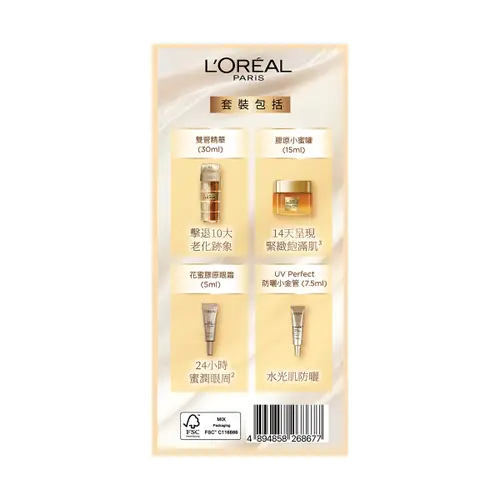 L'ORÉAL
PARIS
套裝包括
雙管精華
(30ml)
膠原小蜜罐
(15ml)
擊退10大
老化跡象
14天呈現
緊緻飽滿肌³
花蜜膠原眼霜
(5ml)
UV Perfect
防曬小金管 (7.5ml)
24小時
蜜潤眼周²
水光肌防曬
FSC
MIX
Packaging
FSC® C116666
4 894858 268677